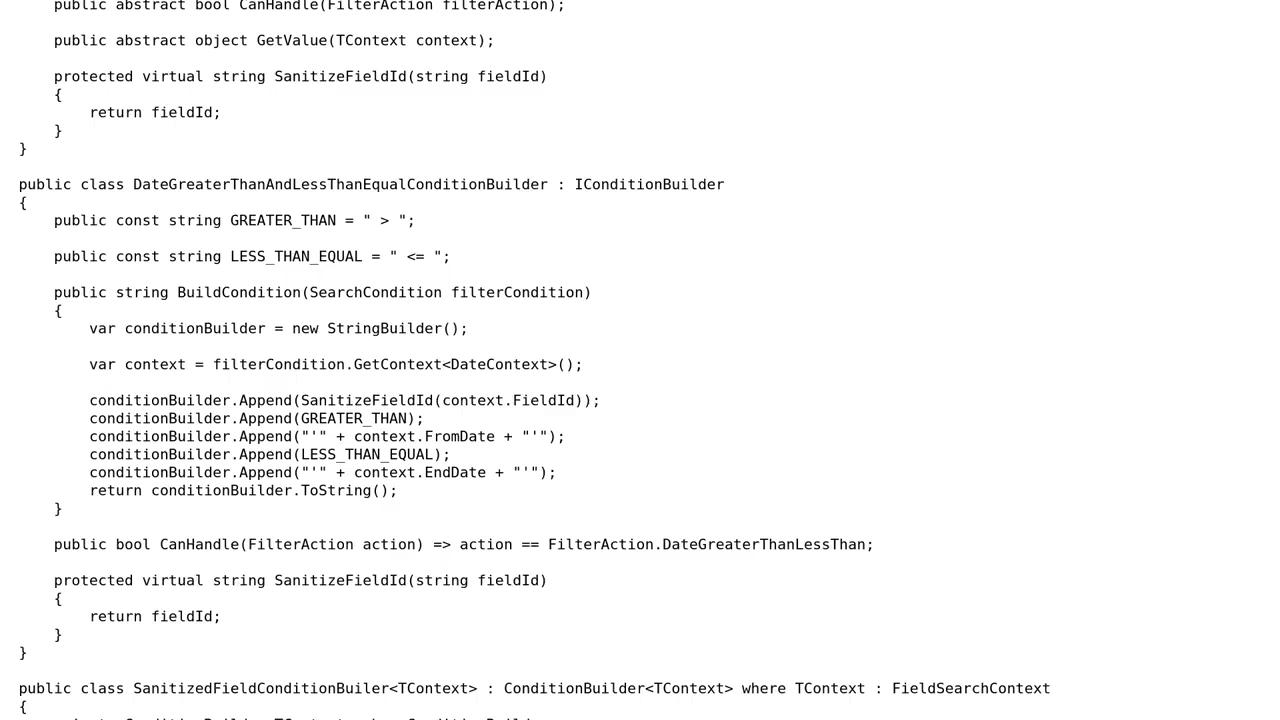 public abstract bool CanHandle(FilterAction filterAction);
public abstract object GetValue(TContext context);
protected virtual string SanitizeFieldId(string fieldId)
{
return fieldId;
}
}
public class DateGreaterThanAndLessThanEqualConditionBuilder : IConditionBuilder
{
public const string GREATER_THAN = " > ";
public const string LESS_THAN_EQUAL = " <= ";
public string BuildCondition(SearchCondition filterCondition)
{
var conditionBuilder = new StringBuilder();
var context = filterCondition.GetContext<DateContext>();
conditionBuilder.Append(SanitizeFieldId(context.FieldId));
conditionBuilder.Append(GREATER_THAN);
conditionBuilder.Append("'" + context.FromDate + "'");
conditionBuilder.Append(LESS_THAN_EQUAL);
conditionBuilder.Append("'" + context.EndDate + "'");
return conditionBuilder.ToString();
}
public bool CanHandle(FilterAction action) => action == FilterAction.DateGreaterThanLessThan;
protected virtual string SanitizeFieldId(string fieldId)
{
return fieldId;
}
}
public class SanitizedFieldConditionBuiler<TContext> : ConditionBuilder<TContext> where TContext : FieldSearchContext
{